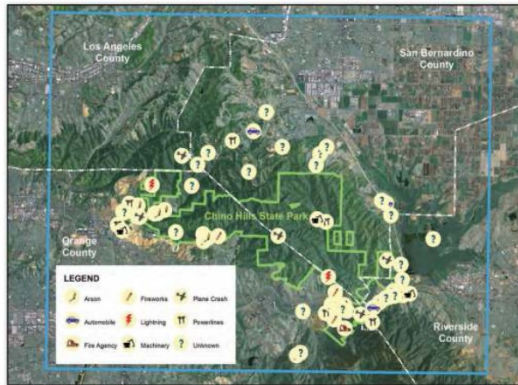 Los Angeles
County
San Bernardino
County
Chino Hills State Park
Orange
County
LEGEND
Arson
Fireworks
Plane Crash
Automobile
Lightning
Powerlines
Fire Agency
Machinery
? Unknown
Riverside
County